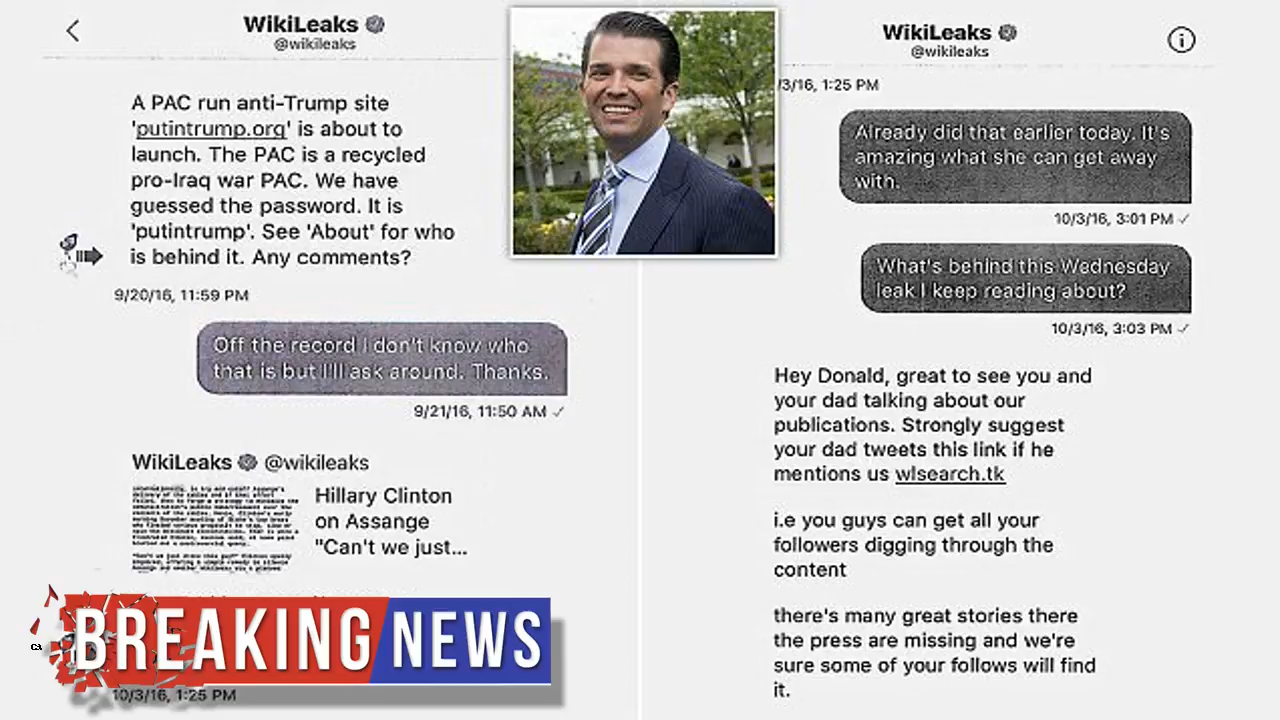 WikiLeaks
@wikileaks
A PAC run anti-Trump site
'putintrump.org' is about to
launch. The PAC is a recycled
pro-Iraq war PAC. We have
guessed the password. It is
'putintrump'. See 'About' for who
is behind it. Any comments?
9/20/16, 11:59 PM
Off the record I don't know who
that is but I'll ask around. Thanks.
9/21/16, 11:50 AM
WikiLeaks @wikileaks
Hillary Clinton
on Assange
"Can't we just...
BREAKING NEWS
10/3/16, 1:25 PM
WikiLeaks
@wikileaks
/3/16, 1:25 PM
Already did that earlier today. It's
amazing what she can get away
with.
10/3/16, 3:01 PM
What's behind this Wednesday
leak I keep reading about?
10/3/16, 3:03 PM
Hey Donald, great to see you and
your dad talking about our
publications. Strongly suggest
your dad tweets this link if he
mentions us wlsearch.tk
i.e you guys can get all your
followers digging through the
content
there's many great stories there
the press are missing and we're
sure some of your follows will find
it.